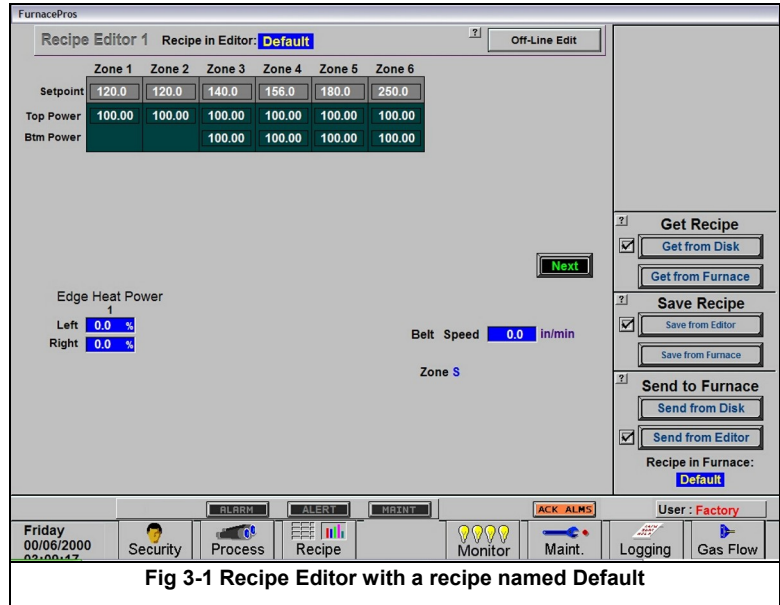 FurnacePros
Recipe Editor 1 Recipe in Editor: Default ? Off-Line Edit
Zone 1 Zone 2 Zone 3 Zone 4 Zone 5 Zone 6
Setpoint 120.0 120.0 140.0 156.0 180.0 250.0
Top Power 100.00 100.00 100.00 100.00 100.00 100.00
Btm Power 100.00 100.00 100.00 100.00
? Get Recipe
Get from Disk
Next
Get from Furnace
Edge Heat Power
1
Left 0.0 %
Right 0.0 %
Belt Speed 0.0 in/min
Zone S
? Save Recipe
Save from Editor
Save from Furnace
? Send to Furnace
Send from Disk
Send from Editor
Recipe in Furnace:
Default
ALARM ALERT MAINT ACK ALMS User : Factory
Friday
00/06/2000
Security Process Recipe Monitor Maint. Logging Gas Flow
Fig 3-1 Recipe Editor with a recipe named Default